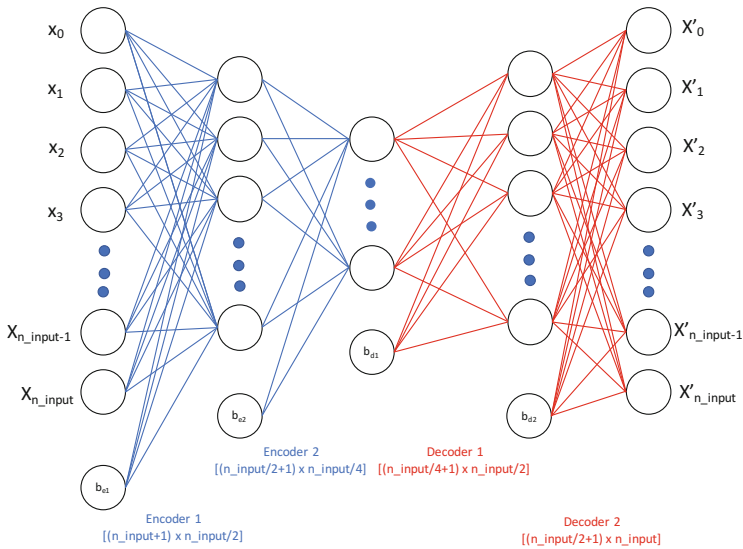 x0
x1
x2
x3
Xn_input-1
Xn_input
be1
be2
bd1
bd2
X'0
X'1
X'2
X'3
X'n_input-1
X'n_input
Encoder 2
[(n_input/2+1) x n_input/4]
Decoder 1
[(n_input/4+1) x n_input/2]
Encoder 1
[(n_input+1) x n_input/2]
Decoder 2
[(n_input/2+1) x n_input]